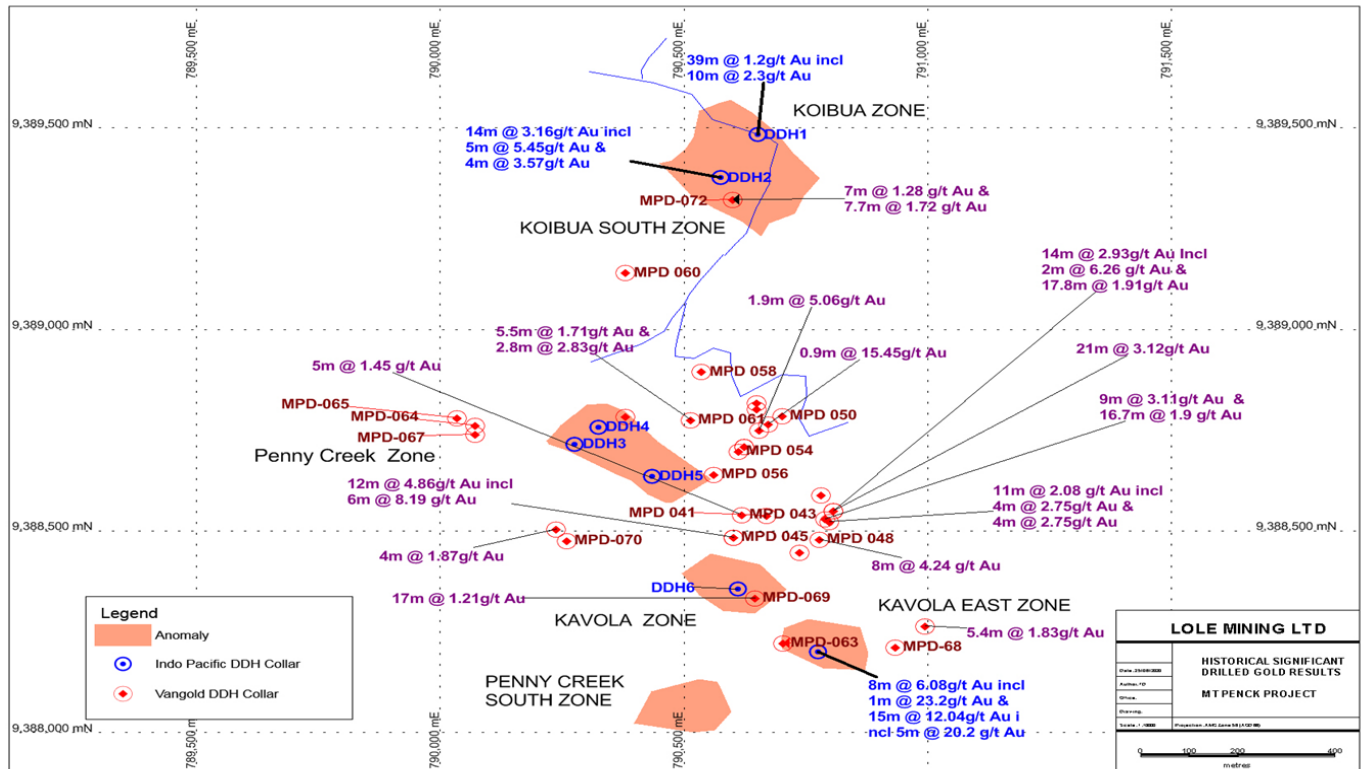 789,500 mE
790,000 mE
790,500 mE
791,000 mE
791,500 mE
39m @ 1.2g/t Au incl
10m @ 2.3g/t Au
KOIBUA ZONE
9,389,500 mN
9,389,500 mN
14m @ 3.16g/t Au incl
5m @ 5.45g/t Au &
4m @ 3.57g/t Au
DDH1
DDH2
MPD-072
7m @ 1.28 g/t Au &
7.7m @ 1.72 g/t Au
KOIBUA SOUTH ZONE
MPD 060
14m @ 2.93g/t Au Incl
2m @ 6.26 g/t Au &
17.8m @ 1.91g/t Au
1.9m @ 5.06g/t Au
9,389,000 mN
9,389,000 mN
5.5m @ 1.71g/t Au &
2.8m @ 2.83g/t Au
0.9m @ 15.45g/t Au
21m @ 3.12g/t Au
5m @ 1.45 g/t Au
MPD 058
MPD-065
MPD-064
MPD-067
Penny Creek Zone
DDH4
DDH3
DDH5
MPD 061
MPD 050
MPD 054
MPD 056
9m @ 3.11g/t Au &
16.7m @ 1.9 g/t Au
12m @ 4.86g/t Au incl
6m @ 8.19 g/t Au
MPD 041
MPD 043
11m @ 2.08 g/t Au incl
4m @ 2.75g/t Au &
4m @ 2.75g/t Au
9,388,500 mN
9,388,500 mN
MPD-070
MPD 045
MPD 048
4m @ 1.87g/t Au
8m @ 4.24 g/t Au
DDH6
17m @ 1.21g/t Au
MPD-069
KAVOLA ZONE
KAVOLA EAST ZONE
5.4m @ 1.83g/t Au
MPD-063
MPD-68
PENNY CREEK
SOUTH ZONE
8m @ 6.08g/t Au incl
1m @ 23.2g/t Au &
15m @ 12.04g/t Au i
ncl 5m @ 20.2 g/t Au
9,388,000 mN
9,388,000 mN
789,500 mE
790,000 mE
790,500 mE
791,000 mE
Legend
Anomaly
Indo Pacific DDH Collar
Vangold DDH Collar
LOLE MINING LTD
HISTORICAL SIGNIFICANT
DRILLED GOLD RESULTS
MT PENCK PROJECT
0 100 200 400
metres